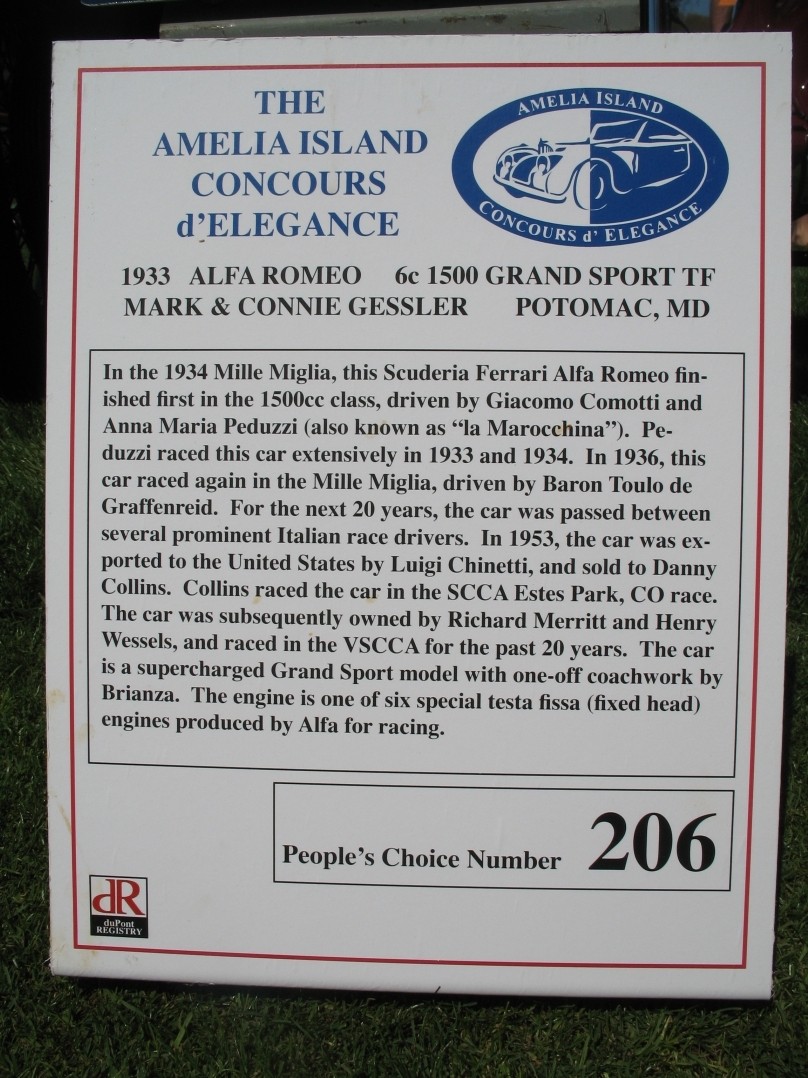 THE
AMELIA ISLAND
CONCOURS
d'ELEGANCE
AMELIA ISLAND
CONCOURS d' ELEGANCE
1933 ALFA ROMEO 6c 1500 GRAND SPORT TF
MARK & CONNIE GESSLER POTOMAC, MD
In the 1934 Mille Miglia, this Scuderia Ferrari Alfa Romeo fin-
ished first in the 1500cc class, driven by Giacomo Comotti and
Anna Maria Peduzzi (also known as “la Marocchina”). Pe-
duzzi raced this car extensively in 1933 and 1934. In 1936, this
car raced again in the Mille Miglia, driven by Baron Toulo de
Graffenreid. For the next 20 years, the car was passed between
several prominent Italian race drivers. In 1953, the car was ex-
ported to the United States by Luigi Chinetti, and sold to Danny
Collins. Collins raced the car in the SCCA Estes Park, CO race.
The car was subsequently owned by Richard Merritt and Henry
Wessels, and raced in the VSCCA for the past 20 years. The car
is a supercharged Grand Sport model with one-off coachwork by
Brianza. The engine is one of six special testa fissa (fixed head)
engines produced by Alfa for racing.
People's Choice Number 206
dR
duPont
REGISTRY